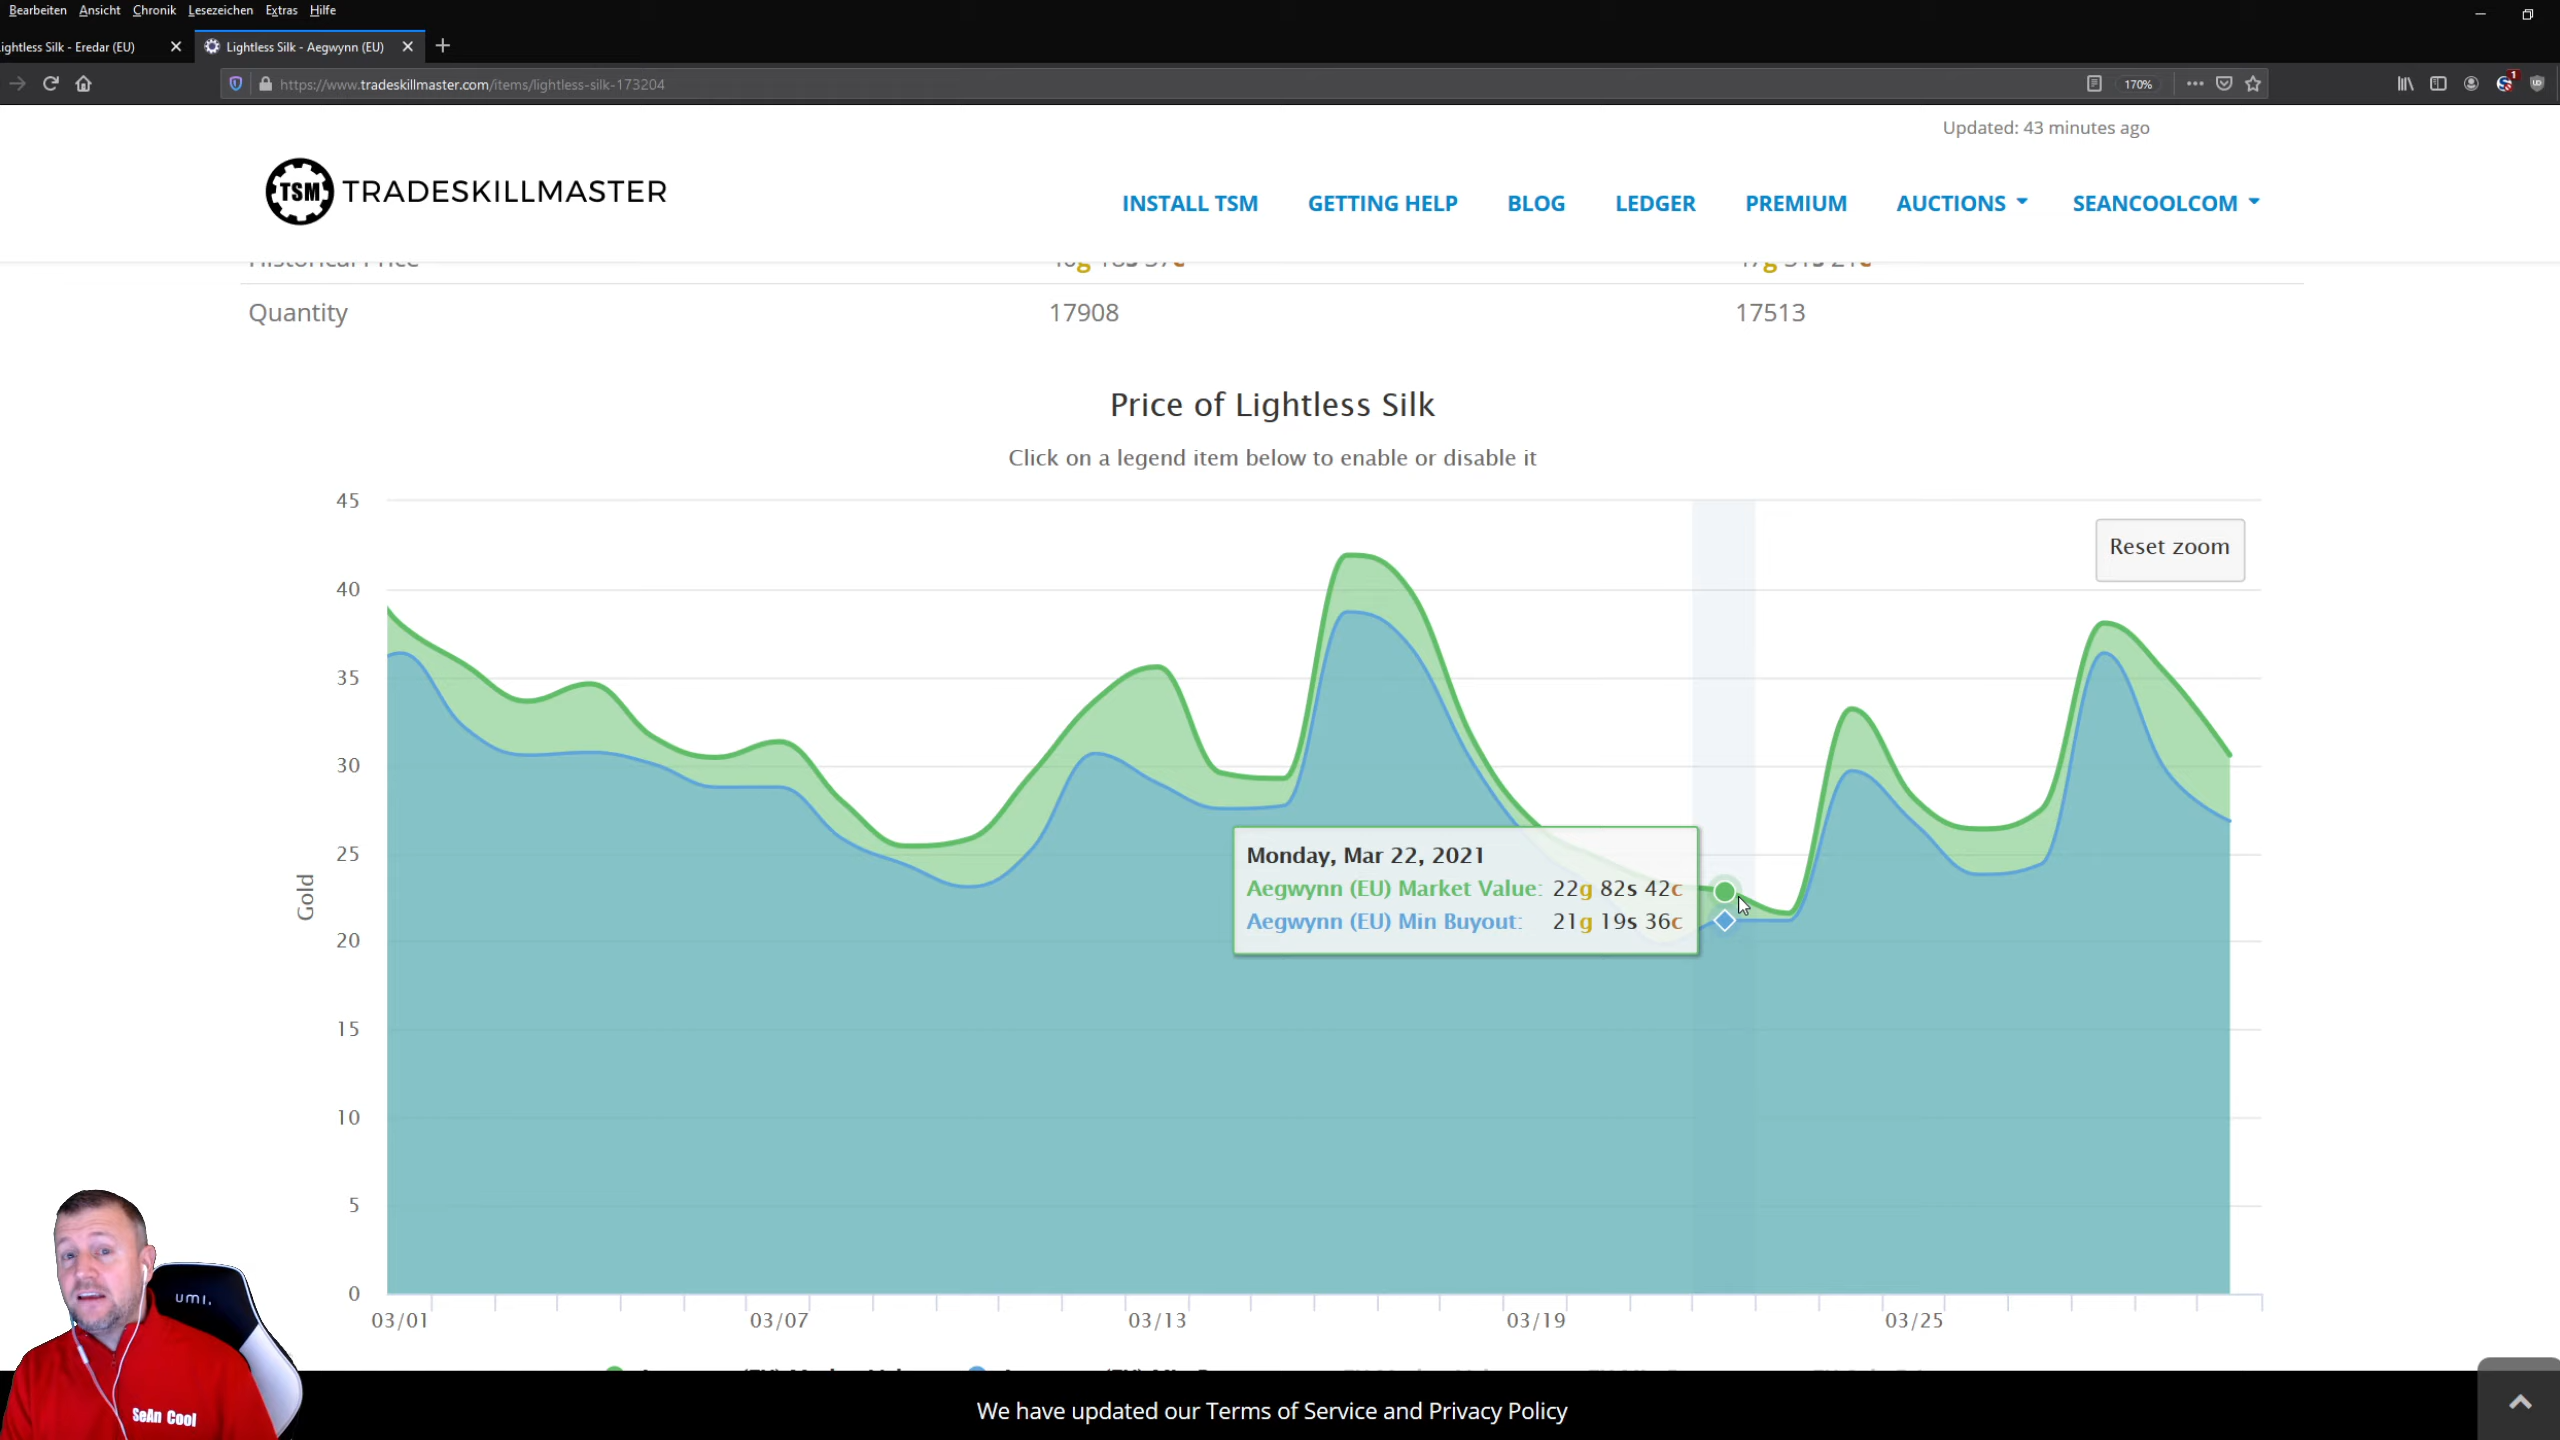 Bearbeiten Ansicht Chronik Lesezeichen Extras Hilfe
ightless Silk - Eredar (EU)
Lightless Silk - Aegwynn (EU)
https://www.tradeskillmaster.com/items/lightless-silk-173204
170%
1
Updated: 43 minutes ago
TSM TRADESKILLMASTER
INSTALL TSM GETTING HELP BLOG LEDGER PREMIUM AUCTIONS SEANCOOLCOM
Quantity 17908 17513
Price of Lightless Silk
Click on a legend item below to enable or disable it
Reset zoom
Gold
45
40
35
30
25
20
15
10
5
0
Monday, Mar 22, 2021
Aegwynn (EU) Market Value: 22g 82s 42c
Aegwynn (EU) Min Buyout: 21g 19s 36c
03/01 03/07 03/13 03/19 03/25
umi.
SeAn Cool
We have updated our Terms of Service and Privacy Policy